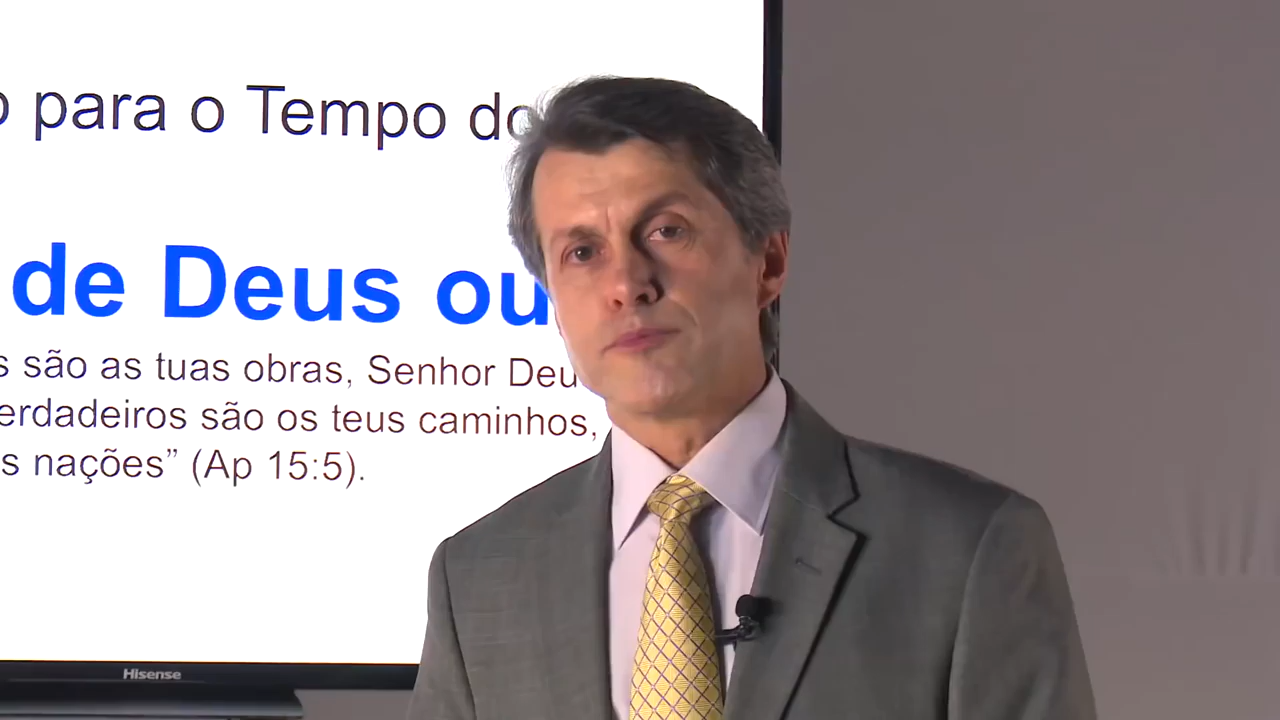 para o Tempo do
de Deus ou
são as tuas obras, Senhor Deu
erdadeiros são os teus caminhos,
s nações” (Ap 15:5).
Hisense